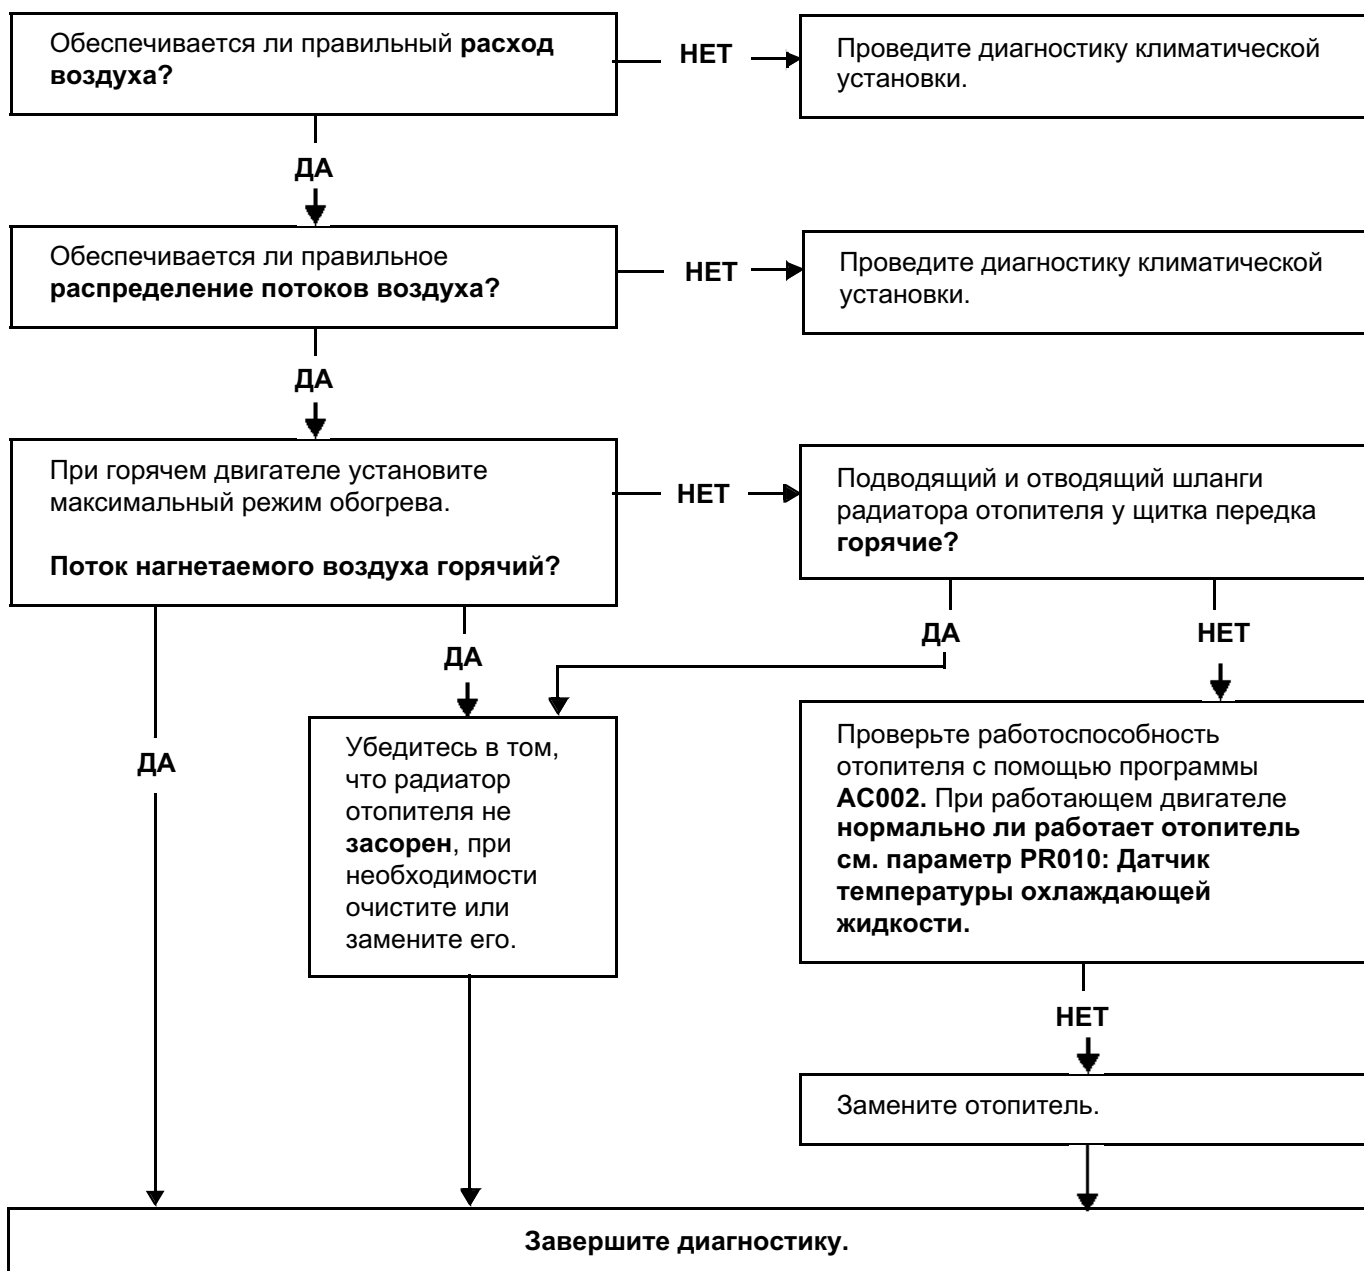 Обеспечивается ли правильный расход
воздуха?
НЕТ
Проведите диагностику климатической
установки.
ДА
Обеспечивается ли правильное
распределение потоков воздуха?
НЕТ
Проведите диагностику климатической
установки.
ДА
При горячем двигателе установите
максимальный режим обогрева.
Поток нагнетаемого воздуха горячий?
НЕТ
Подводящий и отводящий шланги
радиатора отопителя у щитка передка
горячие?
ДА
ДА
НЕТ
ДА
Убедитесь в том,
что радиатор
отопителя не
засорен, при
необходимости
очистите или
замените его.
Проверьте работоспособность
отопителя с помощью программы
AC002. При работающем двигателе
нормально ли работает отопитель
см. параметр PR010: Датчик
температуры охлаждающей
жидкости.
НЕТ
Замените отопитель.
Завершите диагностику.